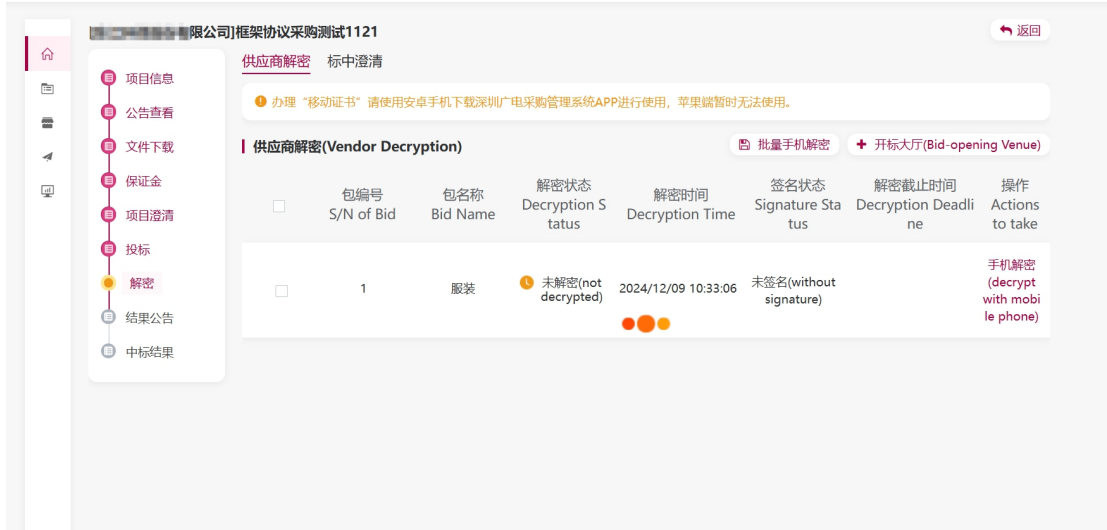 限公司]框架协议采购测试1121
返回
供应商解密 标中澄清
项目信息
公告查看
文件下载
保证金
项目澄清
投标
解密
结果公告
中标结果
办理“移动证书”请使用安卓手机下载深圳广电采购管理系统APP进行使用，苹果端暂时无法使用。
供应商解密(Vendor Decryption)
批量手机解密
开标大厅(Bid-opening Venue)
包编号
S/N of Bid
包名称
Bid Name
解密状态
Decryption S
tatus
解密时间
Decryption Time
签名状态
Signature Sta
tus
解密截止时间
Decryption Deadli
ne
操作
Actions
to take
1
服装
未解密(not
decrypted)
2024/12/09 10:33:06
未签名(without
signature)
手机解密
(decrypt
with mobi
le phone)